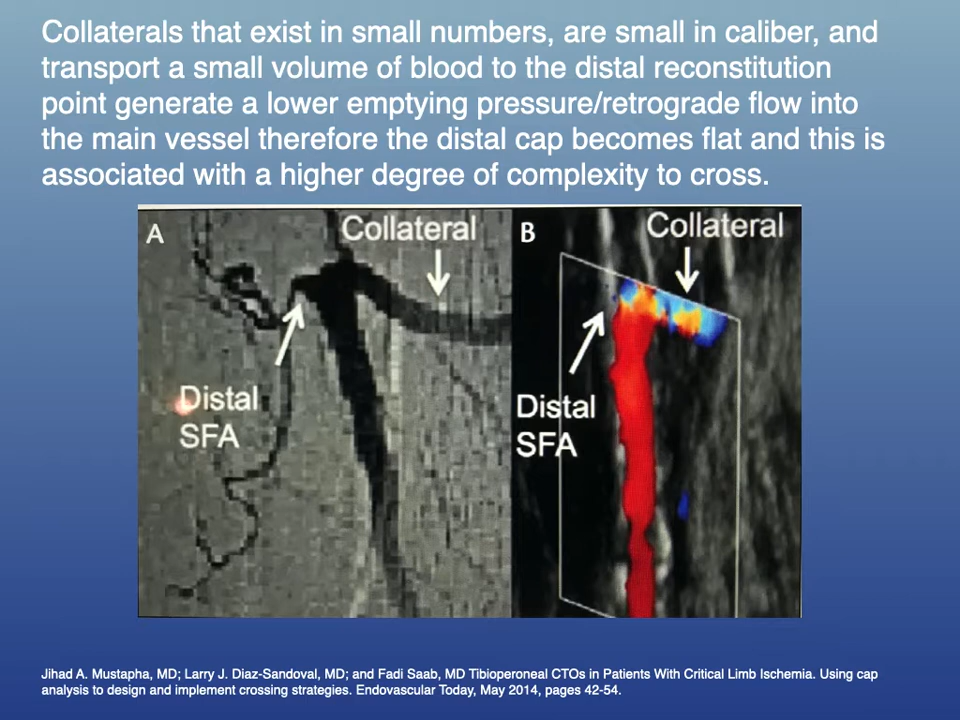 Collaterals that exist in small numbers, are small in caliber, and
transport a small volume of blood to the distal reconstitution
point generate a lower emptying pressure/retrograde flow into
the main vessel therefore the distal cap becomes flat and this is
associated with a higher degree of complexity to cross.
A
Collateral
Distal
SFA
B
Collateral
Distal
SFA
Jihad A. Mustapha, MD; Larry J. Diaz-Sandoval, MD; and Fadi Saab, MD Tibioperoneal CTOs in Patients With Critical Limb Ischemia. Using cap
analysis to design and implement crossing strategies. Endovascular Today, May 2014, pages 42-54.